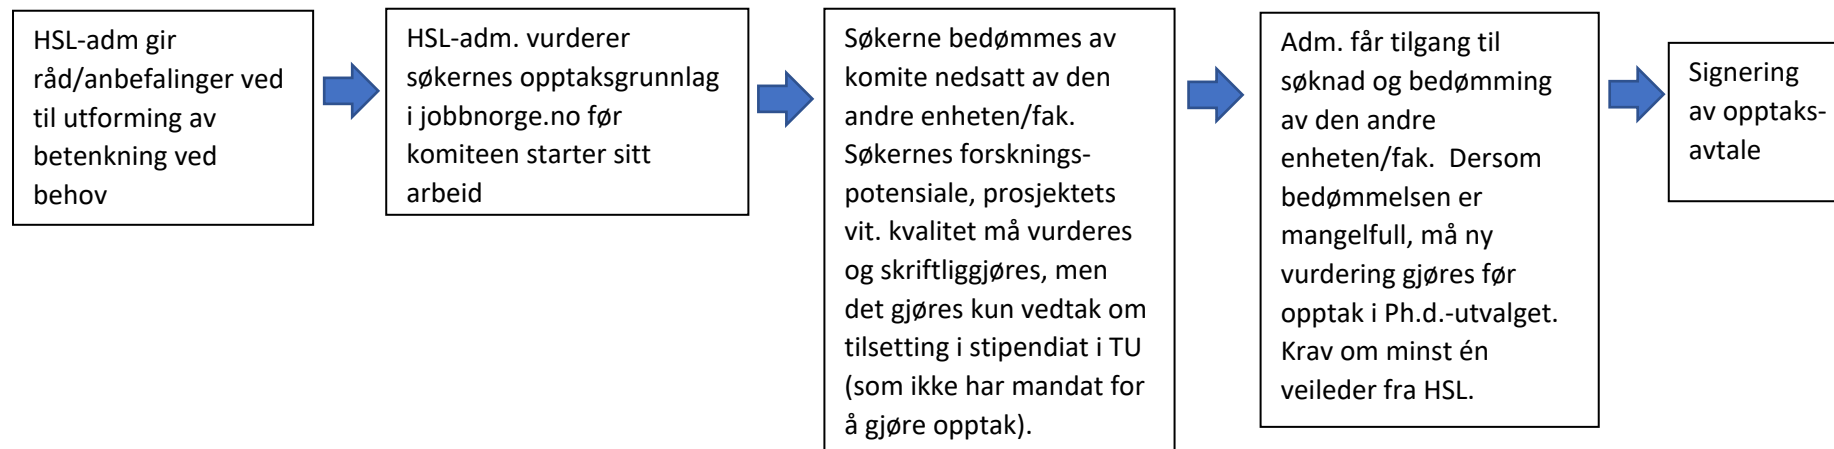 HSL-adm gir
råd/anbefalinger ved
til utforming av
betenkning ved
behov
HSL-adm. vurderer
søkernes opptaksgrunnlag
i jobbnorge.no før
komiteen starter sitt
arbeid
Søkerne bedømmes av
komite nedsatt av den
andre enheten/fak.
Søkernes forsknings-
potensiale, prosjektets
vit. kvalitet må vurderes
og skriftliggjøres, men
det gjøres kun vedtak om
tilsetting i stipendiat i TU
(som ikke har mandat for
å gjøre opptak).
Adm. får tilgang til
søknad og bedømming
av den andre
enheten/fak.  Dersom
bedømmelsen er
mangelfull, må ny
vurdering gjøres før
opptak i Ph.d.-utvalget.
Krav om minst én
veileder fra HSL.
Signering
av opptaks-
avtale